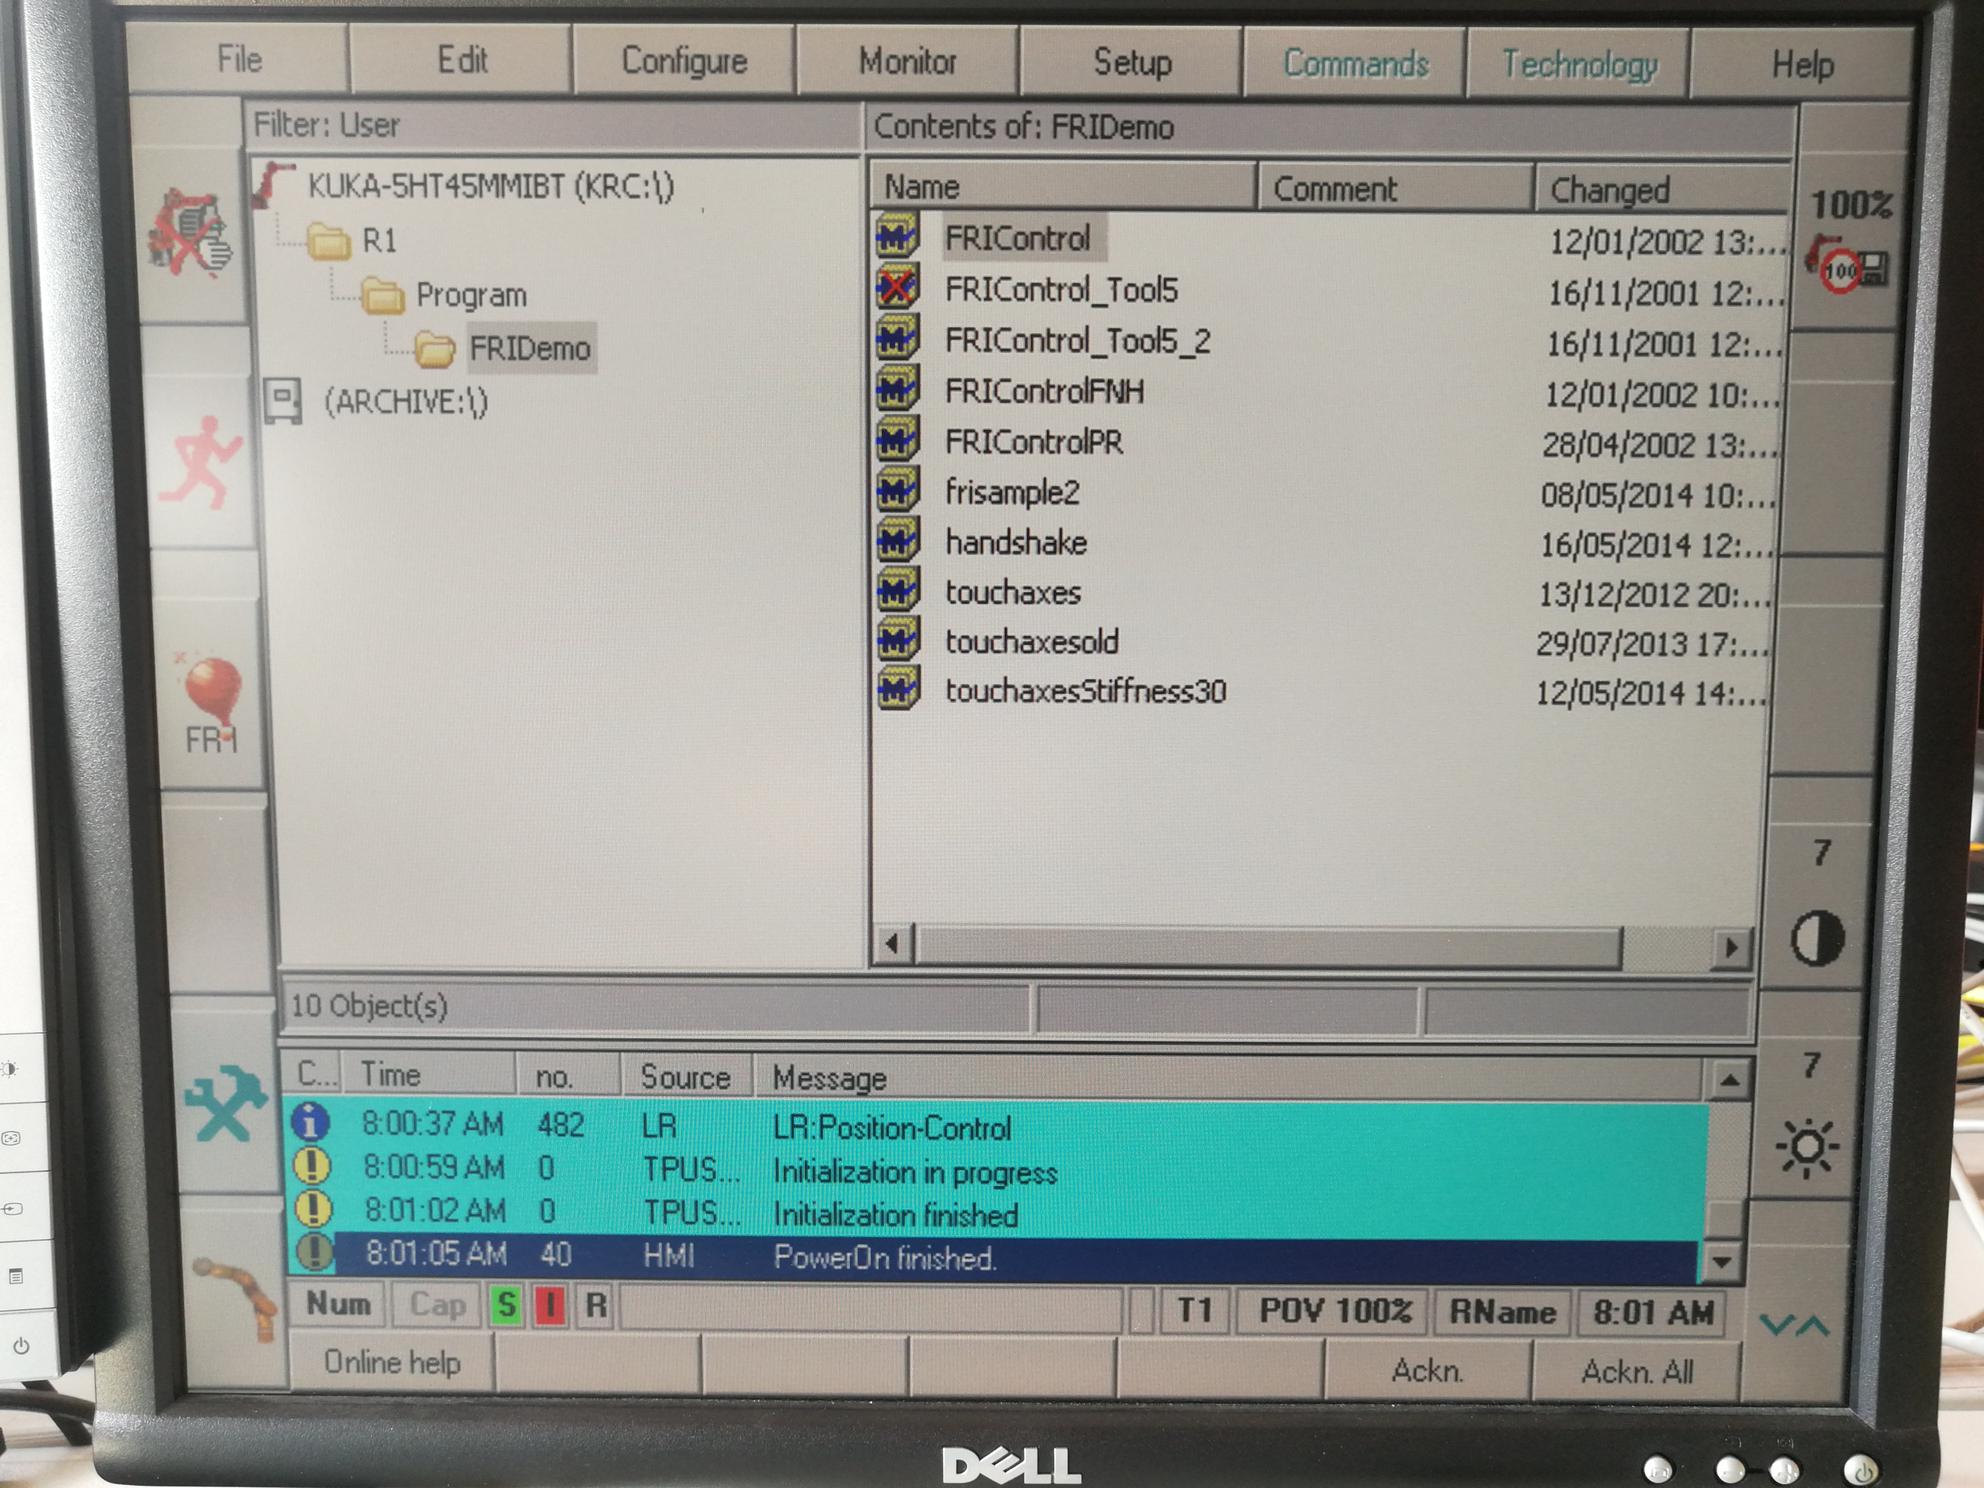 File Edit Configure Monitor Setup Commands Technology Help
Filter: User
Contents of: FRIDemo
KUKA-5HT45MMIBT (KRC:\)
R1
Program
FRIDemo
(ARCHIVE:\)
Name Comment Changed
FRIControl 12/01/2002 13:...
FRIControl_Tool5 16/11/2001 12:...
FRIControl_Tool5_2 16/11/2001 12:...
FRIControlFNH 12/01/2002 10:...
FRIControlPR 28/04/2002 13:...
frisample2 08/05/2014 10:...
handshake 16/05/2014 12:...
touchaxes 13/12/2012 20:...
touchaxesold 29/07/2013 17:...
touchaxesStiffness30 12/05/2014 14:...
100%
100
7
7
10 Object(s)
C... Time no. Source Message
8:00:37 AM 482 LR LR:Position-Control
8:00:59 AM 0 TPUS... Initialization in progress
8:01:02 AM 0 TPUS... Initialization finished
8:01:05 AM 40 HMI PowerOn finished.
Num Cap S I R T1 POV 100% RName 8:01 AM
Online help Ackn. Ackn. All
DELL